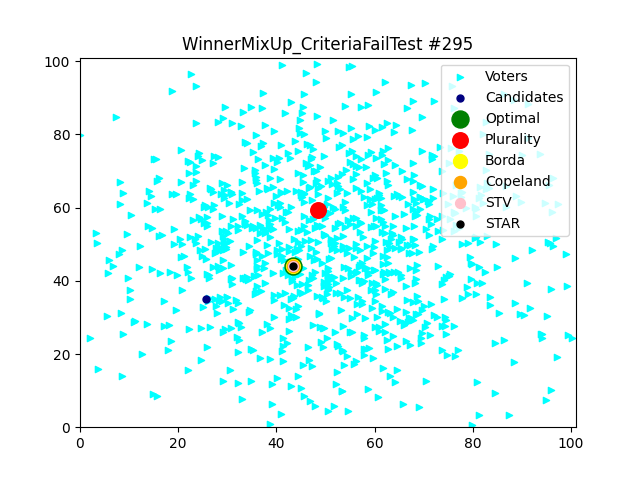 WinnerMixUp_CriteriaFailTest #295
100
80
60
40
20
0
0
20
40
60
80
100
Voters
Candidates
Optimal
Plurality
Borda
Copeland
STV
STAR